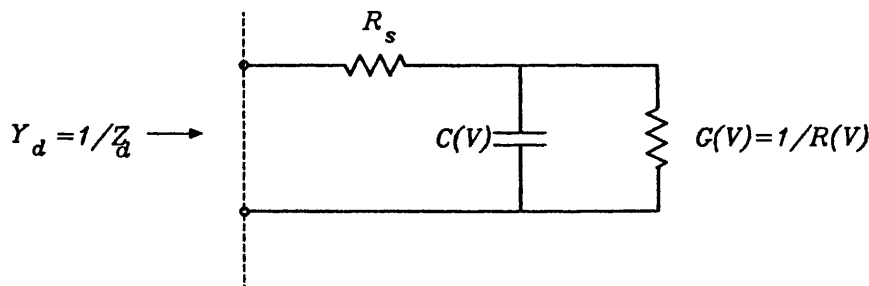 R_s
Y_d = 1/Z_d
C(V)
G(V)=1/R(V)